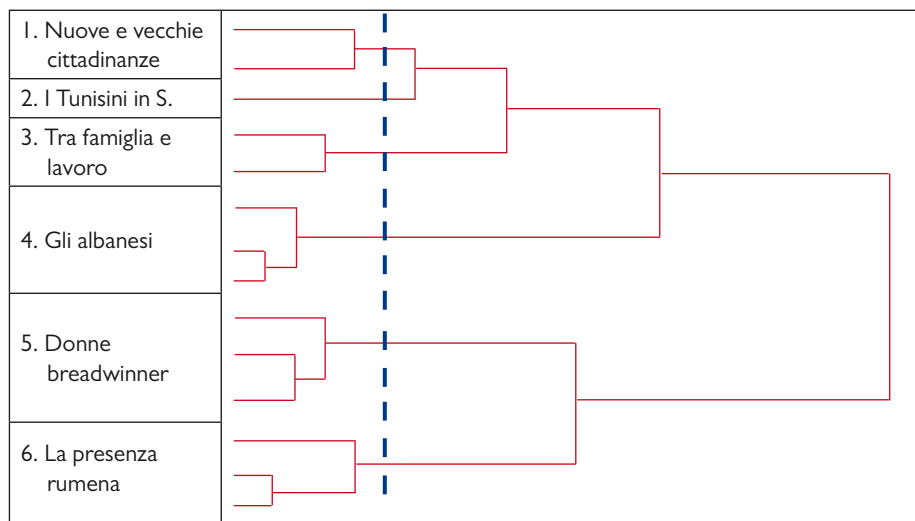 1. Nuove e vecchie
cittadinanze
2. I Tunisini in S.
3. Tra famiglia e
lavoro
4. Gli albanesi
5. Donne
breadwinner
6. La presenza
rumena